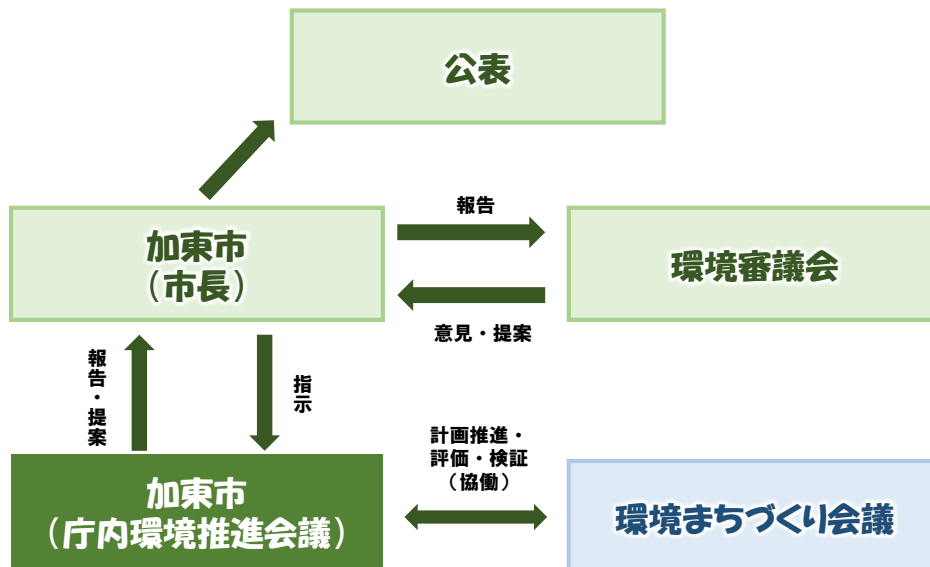 公表
報告
加東市
（市長）
環境審議会
意見・提案
報告・提案
指示
計画推進・
評価・検証
（協働）
加東市
（庁内環境推進会議）
環境まちづくり会議